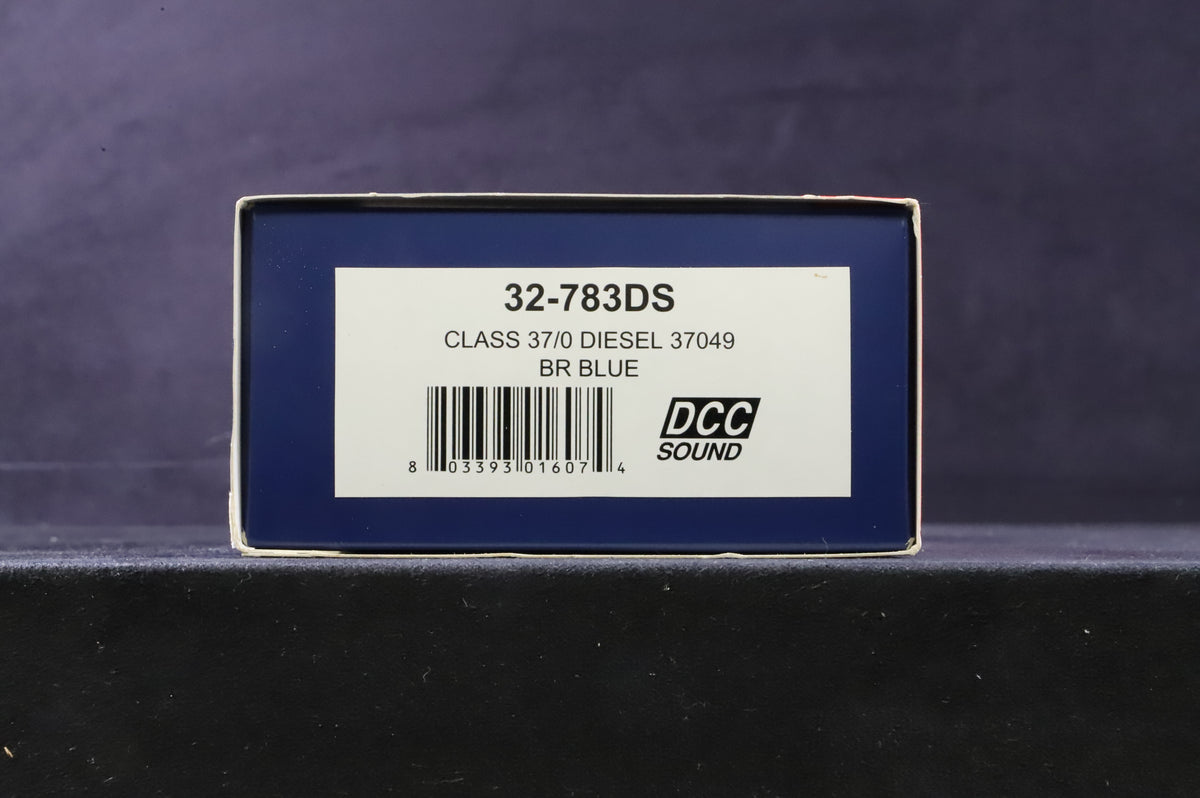 32-783DS
CLASS 37/0 DIESEL 37049
BR BLUE
8 03393 01607 4
DCC
SOUND